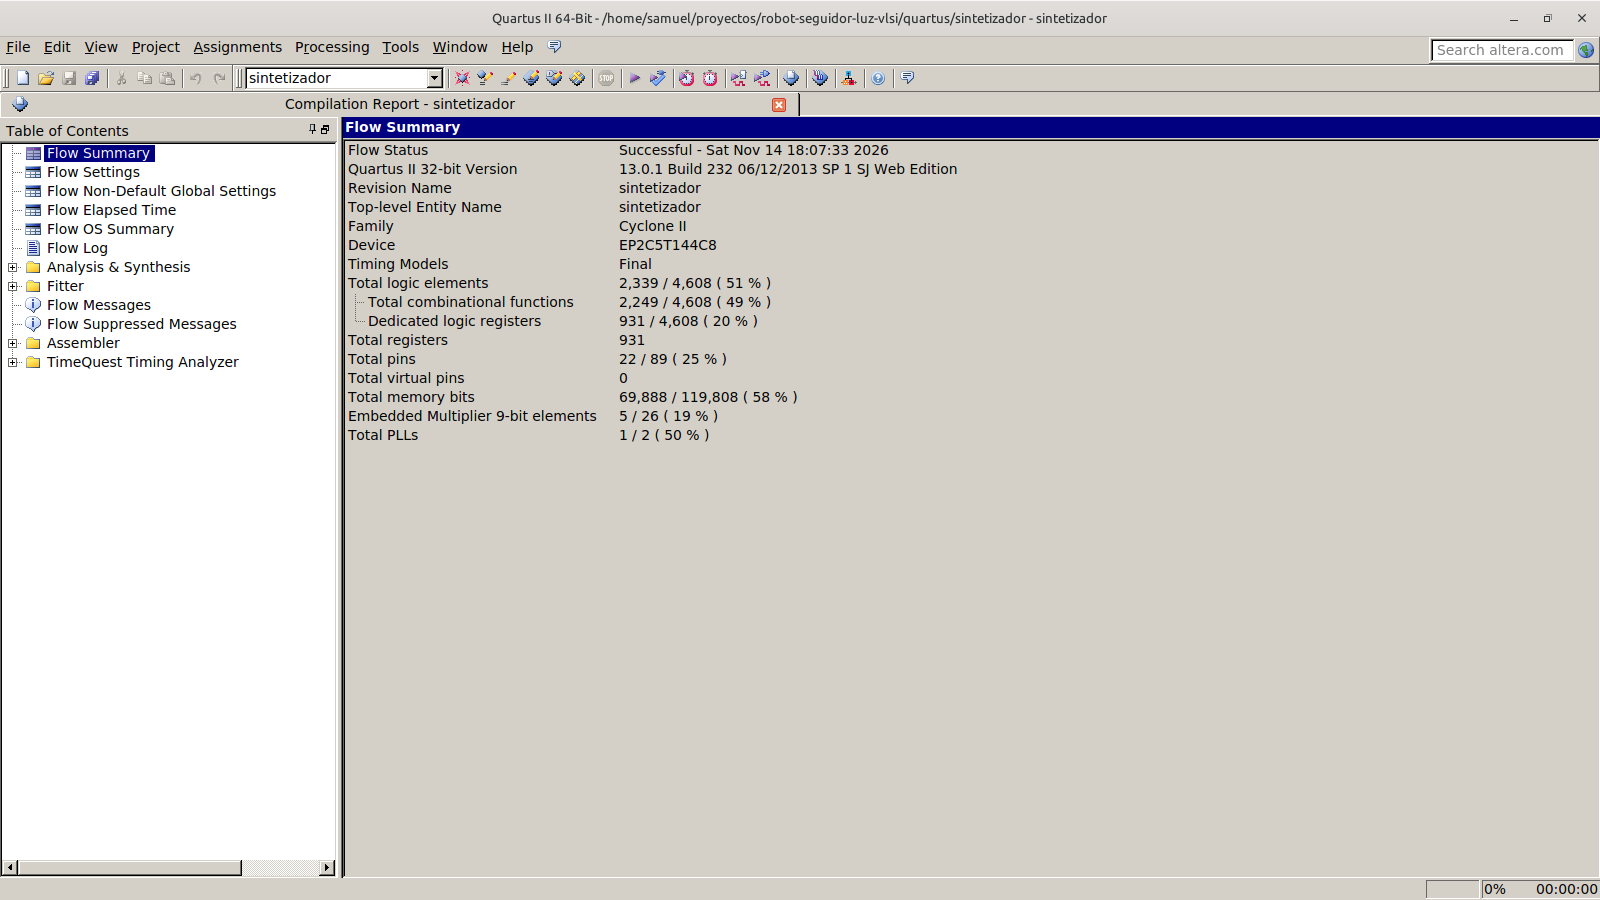 Quartus II 64-Bit - /home/samuel/proyectos/robot-seguidor-luz-vlsi/quartus/sintetizador - sintetizador
File Edit View Project Assignments Processing Tools Window Help
Search altera.com
sintetizador
STOP
Compilation Report - sintetizador
Table of Contents
Flow Summary
Flow Settings
Flow Non-Default Global Settings
Flow Elapsed Time
Flow OS Summary
Flow Log
Analysis & Synthesis
Fitter
Flow Messages
Flow Suppressed Messages
Assembler
TimeQuest Timing Analyzer
Flow Summary
Flow Status Successful - Sat Nov 14 18:07:33 2026
Quartus II 32-bit Version 13.0.1 Build 232 06/12/2013 SP 1 SJ Web Edition
Revision Name sintetizador
Top-level Entity Name sintetizador
Family Cyclone II
Device EP2C5T144C8
Timing Models Final
Total logic elements 2,339 / 4,608 ( 51 % )
Total combinational functions 2,249 / 4,608 ( 49 % )
Dedicated logic registers 931 / 4,608 ( 20 % )
Total registers 931
Total pins 22 / 89 ( 25 % )
Total virtual pins 0
Total memory bits 69,888 / 119,808 ( 58 % )
Embedded Multiplier 9-bit elements 5 / 26 ( 19 % )
Total PLLs 1 / 2 ( 50 % )
0% 00:00:00